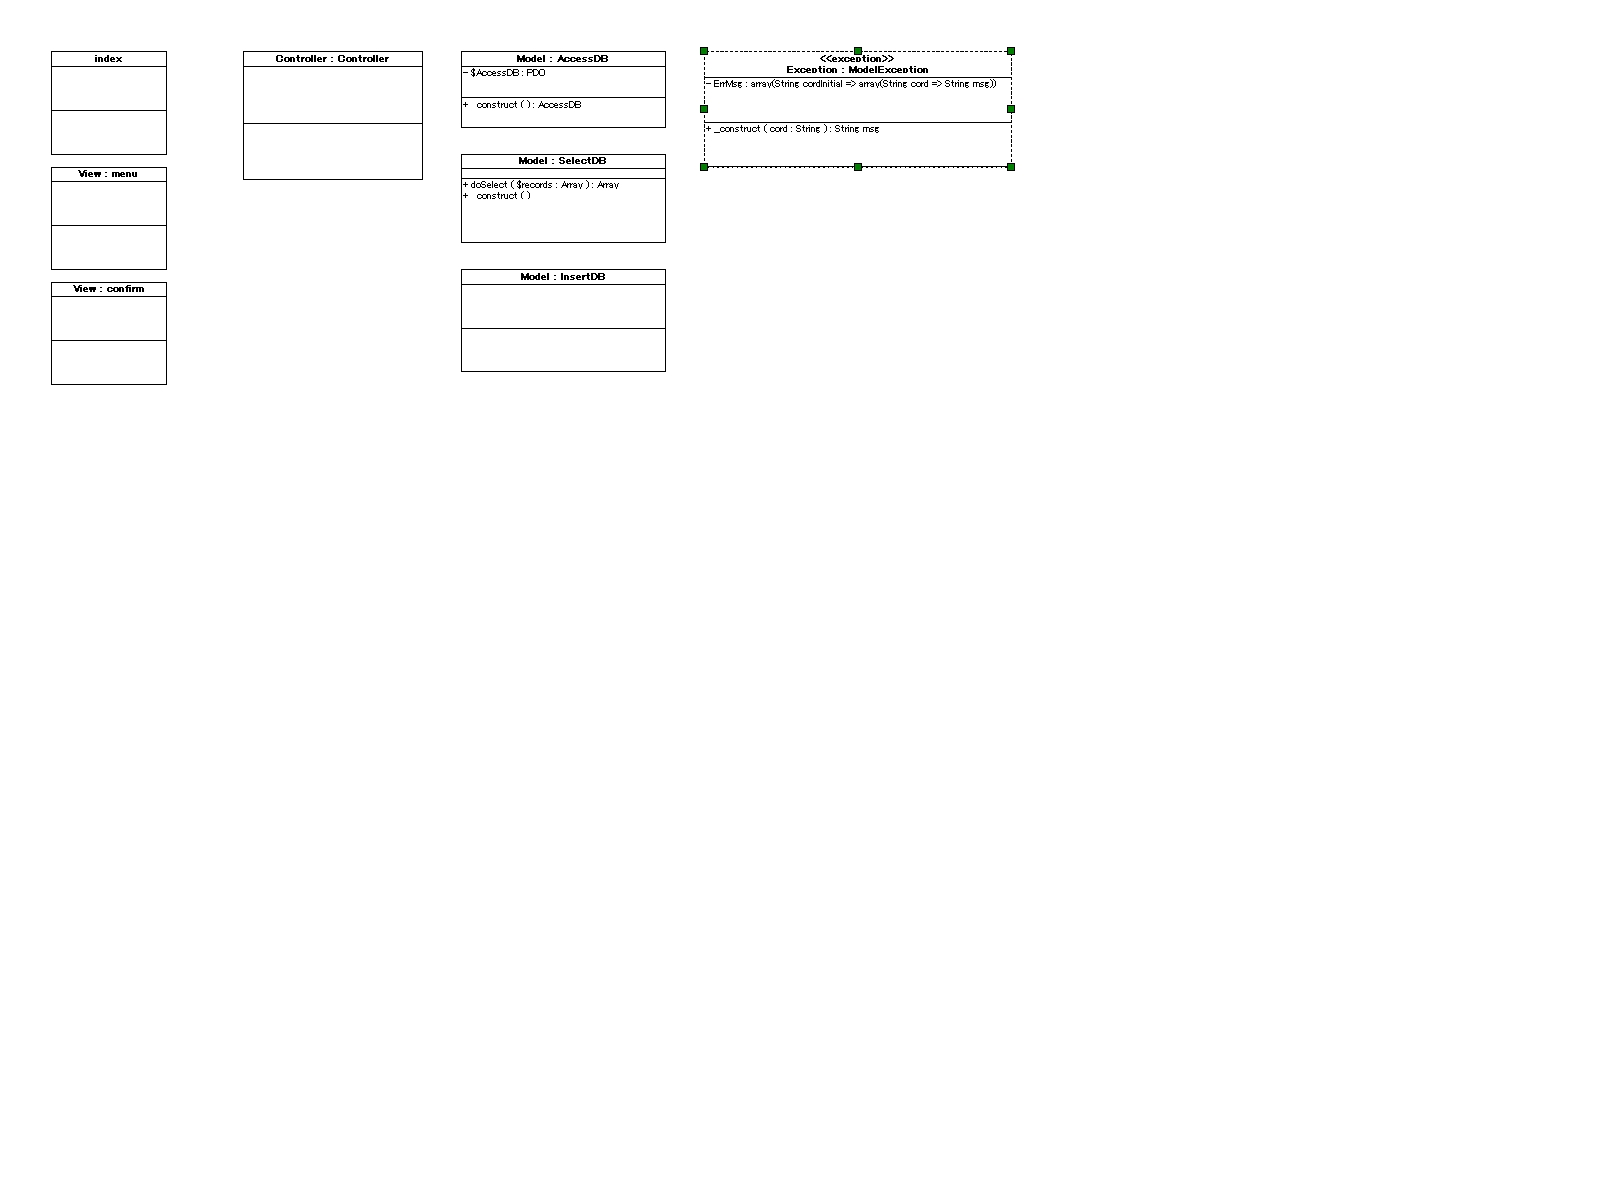 index
View : menu
View : confirm
Controller : Controller
Model : AccessDB
- $AccessDB : PDO
+ construct ( ) : AccessDB
Model : SelectDB
+ doSelect ( $records : Array ) : Array
+ construct ( )
Model : InsertDB
<<exception>>
Exception : ModelException
- ErrMsg : array(String cordInitial => array(String cord => String msg))
+ _construct ( cord : String ) : String msg